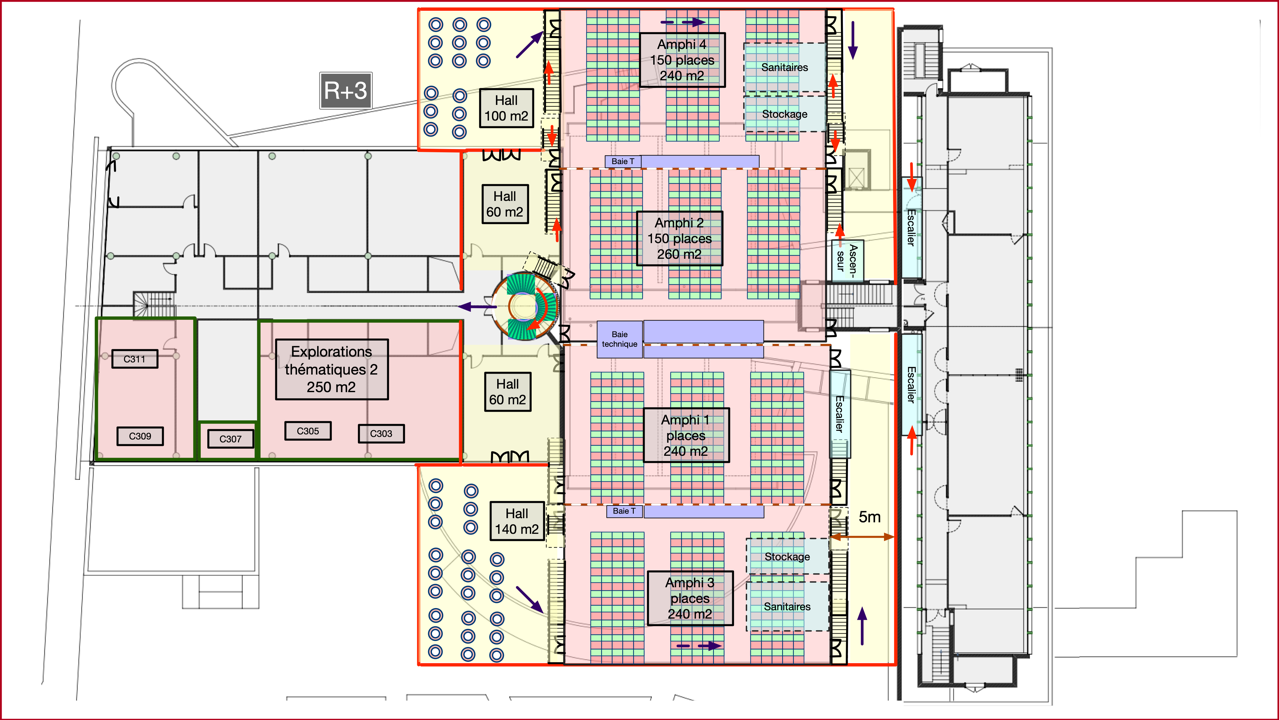 R+3
Amphi 4
150 places
240 m2
Sanitaires
Stockage
Hall
100 m2
Baie T
Hall
60 m2
Amphi 2
150 places
260 m2
Ascen-
seur
Escalier
Baie
technique
Explorations
thématiques 2
250 m2
C311
C309
C307
C305
C303
Hall
60 m2
Amphi 1
places
240 m2
Escalier
Escalier
Hall
140 m2
Baie T
5m
Stockage
Amphi 3
places
240 m2
Sanitaires